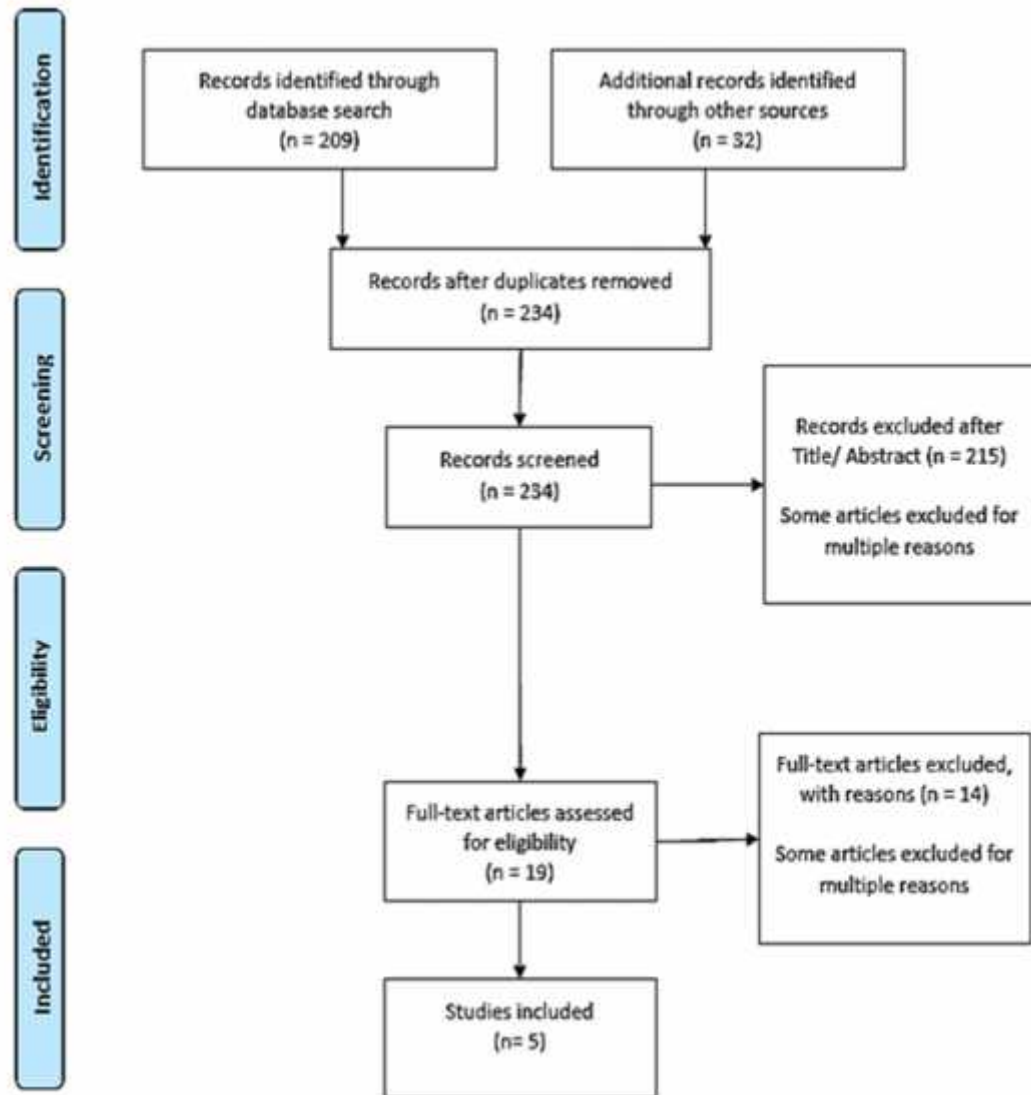 Identification
Records identified through
database search
(n = 209)
Additional records identified
through other sources
(n = 32)
Records after duplicates removed
(n = 234)
Screening
Records screened
(n = 234)
Records excluded after
Title/ Abstract (n = 215)
Some articles excluded for
multiple reasons
Eligibility
Full-text articles assessed
for eligibility
(n = 19)
Full-text articles excluded,
with reasons (n = 14)
Some articles excluded for
multiple reasons
Included
Studies included
(n= 5)